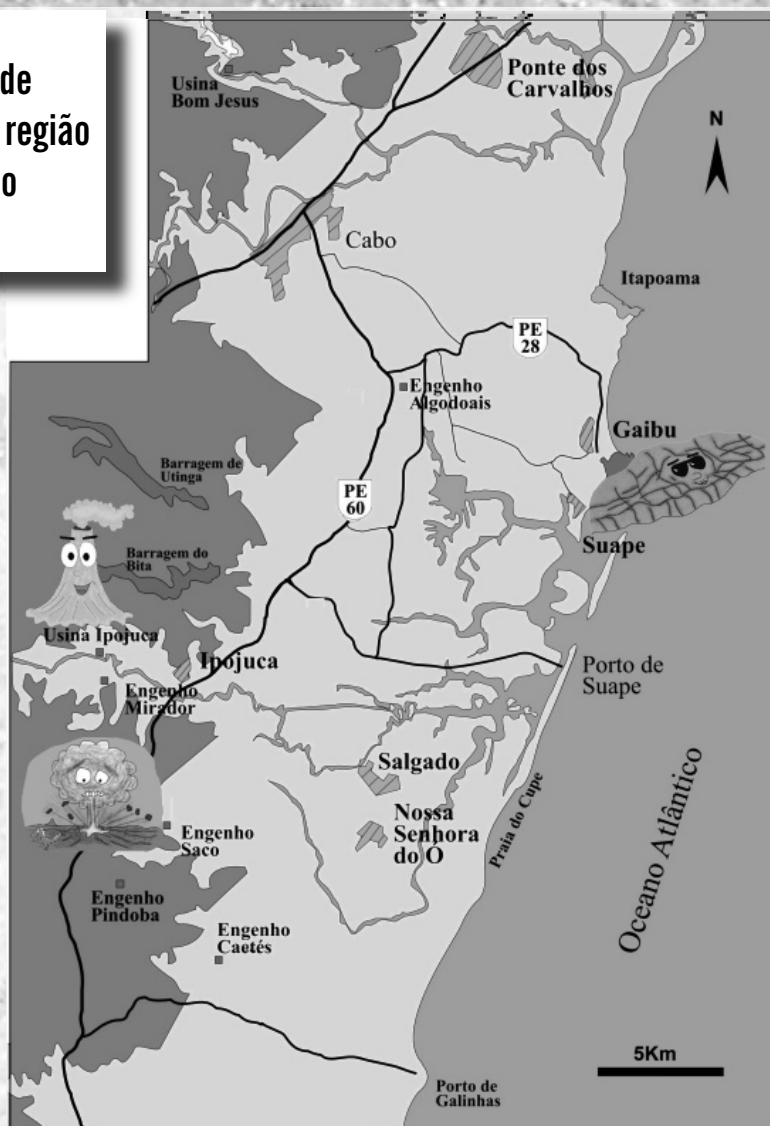 de
região
o
Usina
Bom Jesus
Ponte dos
Carvalhos
N
Cabo
Itapoama
PE
28
Engenho
Algodoais
Gaibu
Barragem de
Utinga
PE
60
Suape
Barragem do
Bita
Usina Ipojuca
Ipojuca
Engenho
Mirador
Porto de
Suape
Salgado
Nossa
Senhora
do Ó
Praia do Cupe
Oceano Atlântico
Engenho
Saco
Engenho
Pindoba
Engenho
Caetés
5Km
Porto de
Galinhas